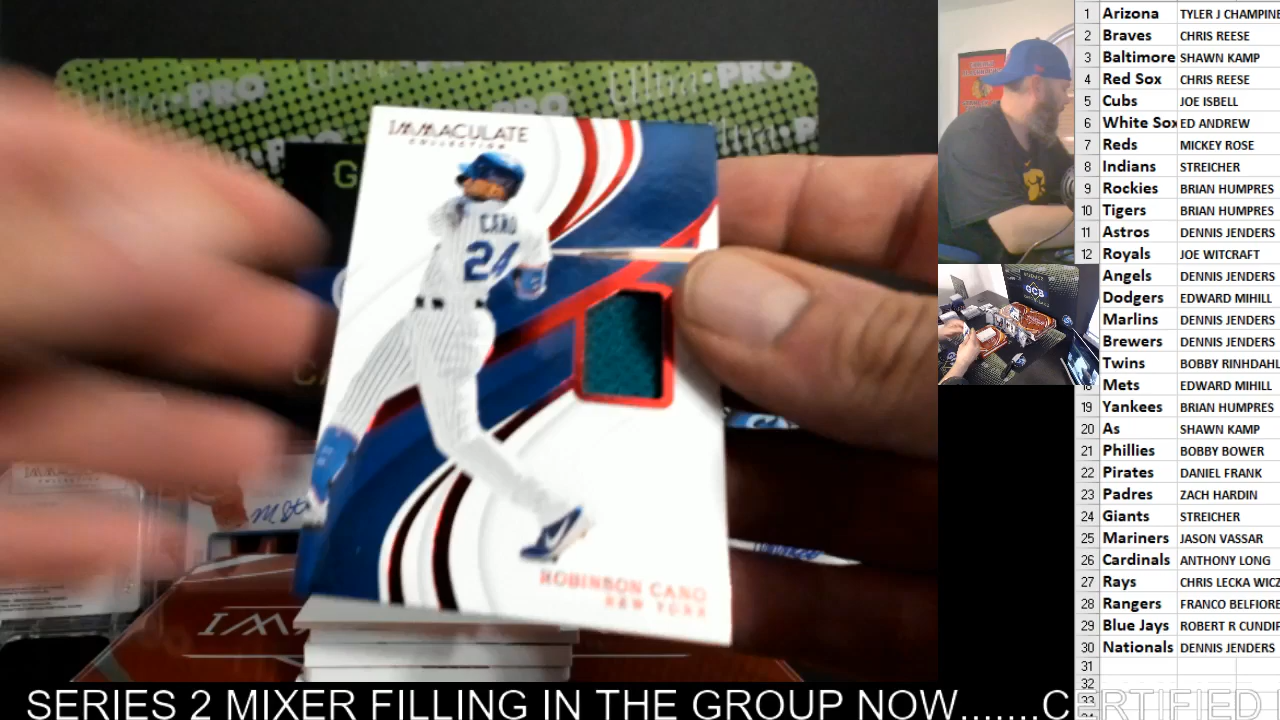 Ultra•PRO
IMMACULATE
COLLECTION
CANO
24
ROBINSON CANO
NEW YORK
GCB
1 Arizona TYLER J CHAMPINE
2 Braves CHRIS REESE
3 Baltimore SHAWN KAMP
4 Red Sox CHRIS REESE
5 Cubs JOE ISBELL
6 White Sox ED ANDREW
7 Reds MICKEY ROSE
8 Indians STREICHER
9 Rockies BRIAN HUMPRES
10 Tigers BRIAN HUMPRES
11 Astros DENNIS JENDERS
12 Royals JOE WITCRAFT
Angels DENNIS JENDERS
Dodgers EDWARD MIHILL
Marlins DENNIS JENDERS
Brewers DENNIS JENDERS
Twins BOBBY RINHDAHL
18 Mets EDWARD MIHILL
19 Yankees BRIAN HUMPRES
20 As SHAWN KAMP
21 Phillies BOBBY BOWER
22 Pirates DANIEL FRANK
23 Padres ZACH HARDIN
24 Giants STREICHER
25 Mariners JASON VASSAR
26 Cardinals ANTHONY LONG
27 Rays CHRIS LECKA WICZ
28 Rangers FRANCO BELFIORE
29 Blue Jays ROBERT R CUNDIF
30 Nationals DENNIS JENDERS
31
32
SERIES 2 MIXER FILLING IN THE GROUP NOW.......CERTIFIED